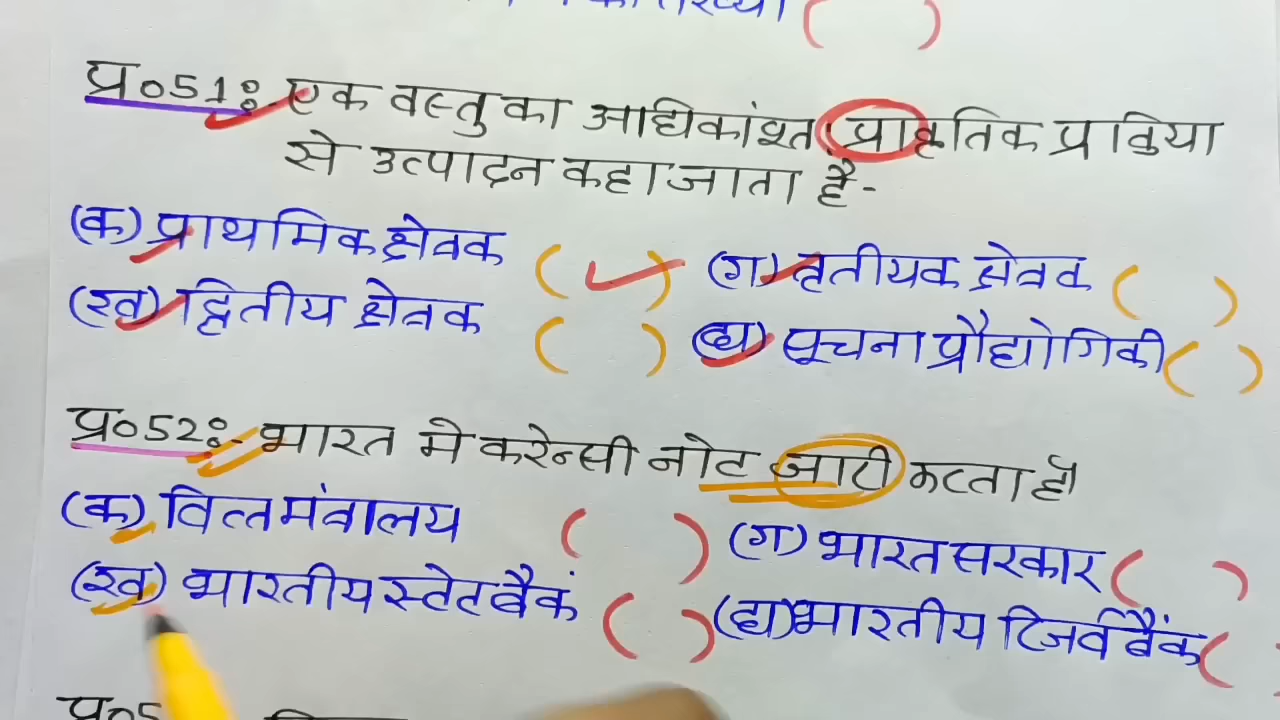 प्र०51:- एक वस्तु का अधिकांश्त: प्राकृतिक प्रक्रिया
से उत्पादन कहा जाता है-
(क) प्राथमिक क्षेत्रक ( ) (ग) तृतीयक क्षेत्रक ( )
(ख) द्वितीय क्षेत्रक ( ) (घ) सूचना प्रौद्योगिकी ( )
प्र०52:- भारत मे करेन्सी नोट जारी करता है।
(क) वित्त मंत्रालय ( ) (ग) भारत सरकार ( )
(ख) भारतीय स्टेट बैंक ( ) (घ) भारतीय रिजर्व बैंक (
प्र०5